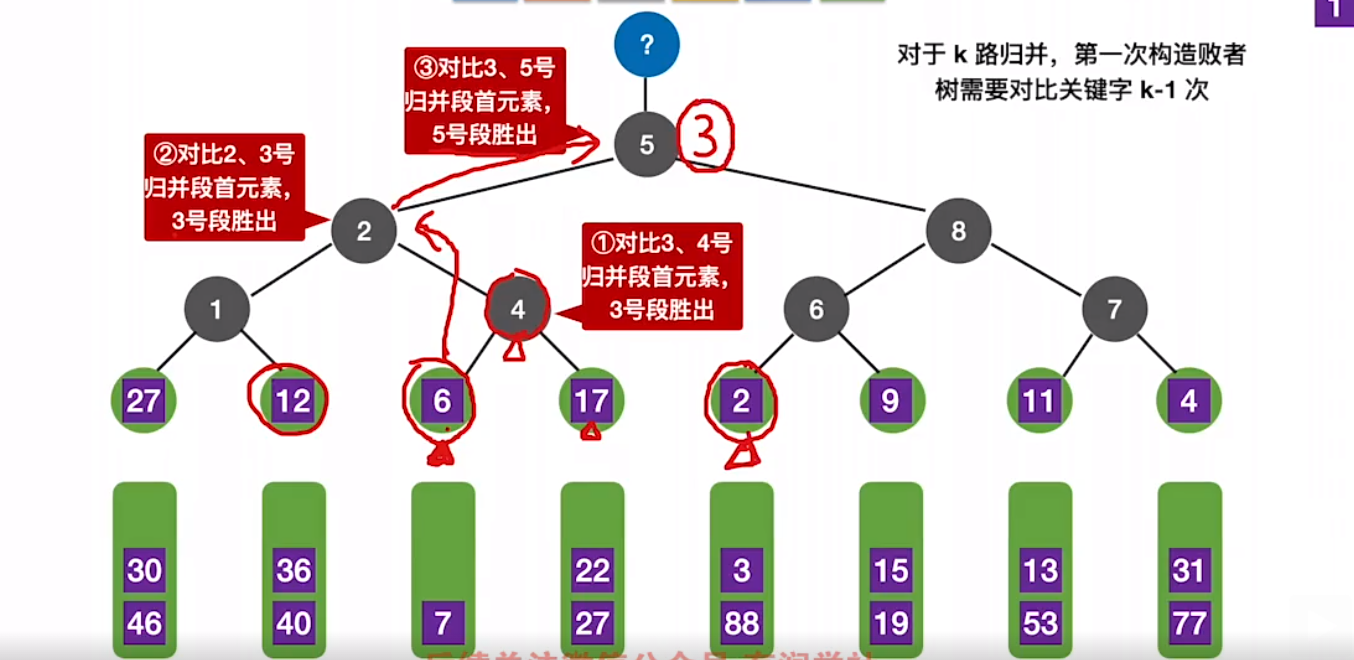 1
?
对于 k 路归并，第一次构造败者
树需要对比关键字 k-1 次
③对比3、5号
归并段首元素，
5号段胜出
5
3
②对比2、3号
归并段首元素，
3号段胜出
2
8
①对比3、4号
归并段首元素，
3号段胜出
1
4
6
7
27 12 6 17 2 9 11 4
30 36 22 3 15 13 31
46 40 7 27 88 19 53 77